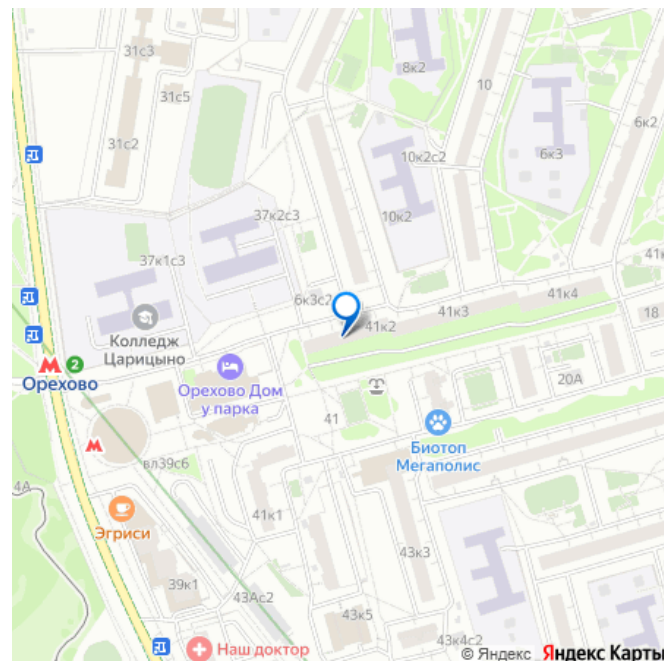 31с3
31с5
31с2
8к2
10
10к2с2
6к3
37к2с3
10к2
37к1с3
6к3с2
41к4
41к3
41к2
18
Колледж
Царицыно
2
Орехово
Орехово Дом
у парка
20А
41
Биотоп
Мегаполис
вл39с6
4А
Эгриси
41к1
43к3
39к1
43Ас2
43к5
43к4с2
Наш доктор
© Яндекс
Яндекс Карты